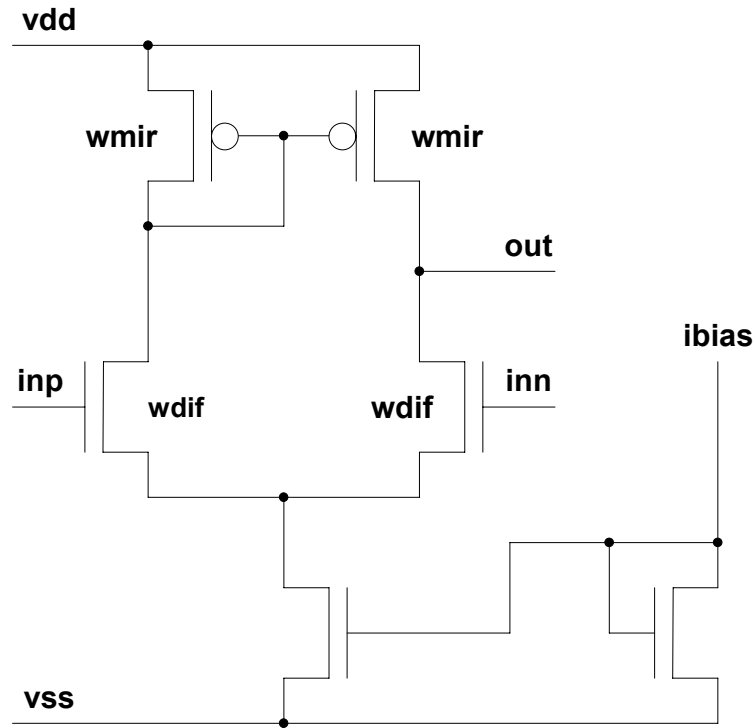 vdd
wmir
wmir
out
ibias
inp
inn
wdif
wdif
vss